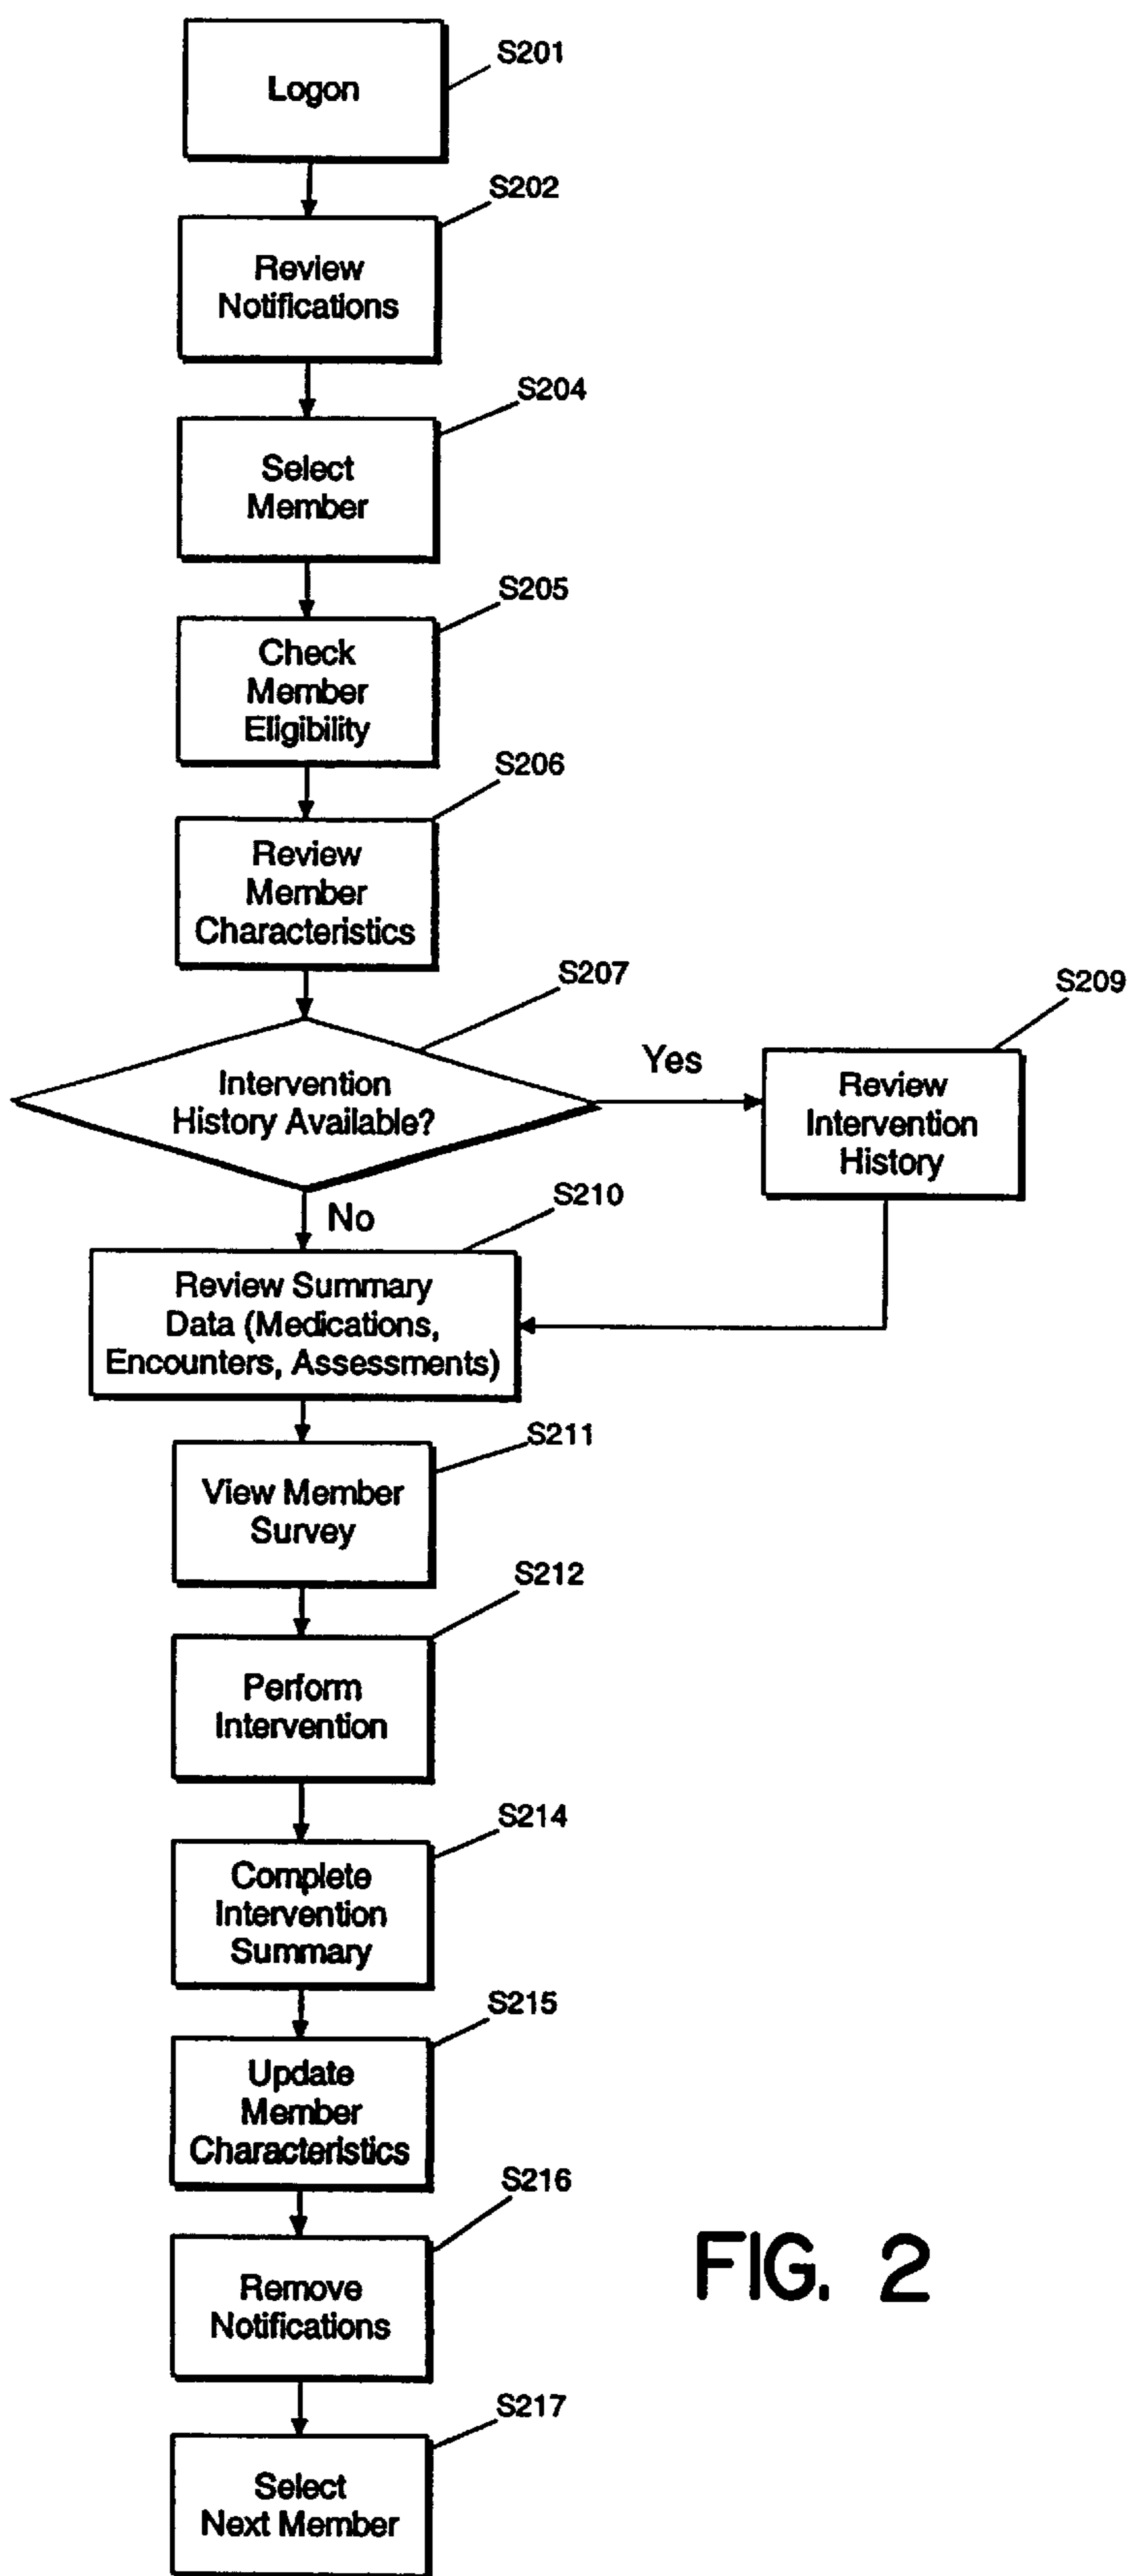 Logon
S201
S202
Review
Notifications
S204
Select
Member
S205
Check
Member
Eligibility
S206
Review
Member
Characteristics
S207
Intervention
History Available?
Yes
S209
Review
Intervention
History
No
S210
Review Summary
Data (Medications,
Encounters, Assessments)
S211
View Member
Survey
S212
Perform
Intervention
S214
Complete
Intervention
Summary
S215
Update
Member
Characteristics
S216
Remove
Notifications
FIG. 2
S217
Select
Next Member